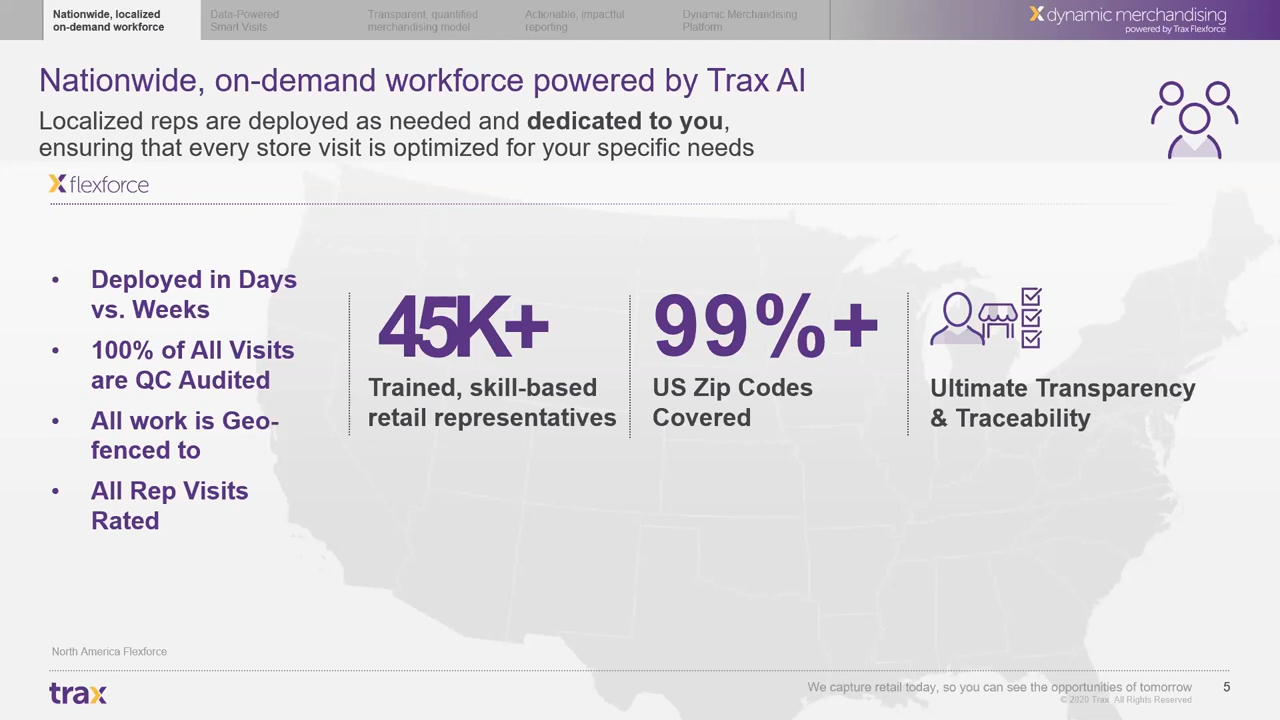 Nationwide, localized
on-demand workforce
Data-Powered
Smart Visits
Transparent, quantified
merchandising model
Actionable, impactful
reporting
Dynamic Merchandising
Platform
dynamic merchandising
powered by Trax Flexforce
Nationwide, on-demand workforce powered by Trax AI
Localized reps are deployed as needed and dedicated to you,
ensuring that every store visit is optimized for your specific needs
flexforce
• Deployed in Days
vs. Weeks
• 100% of All Visits
are QC Audited
• All work is Geo-
fenced to
• All Rep Visits
Rated
45K+
Trained, skill-based
retail representatives
99%+
US Zip Codes
Covered
Ultimate Transparency
& Traceability
North America Flexforce
trax
We capture retail today, so you can see the opportunities of tomorrow
© 2020 Trax All Rights Reserved
5